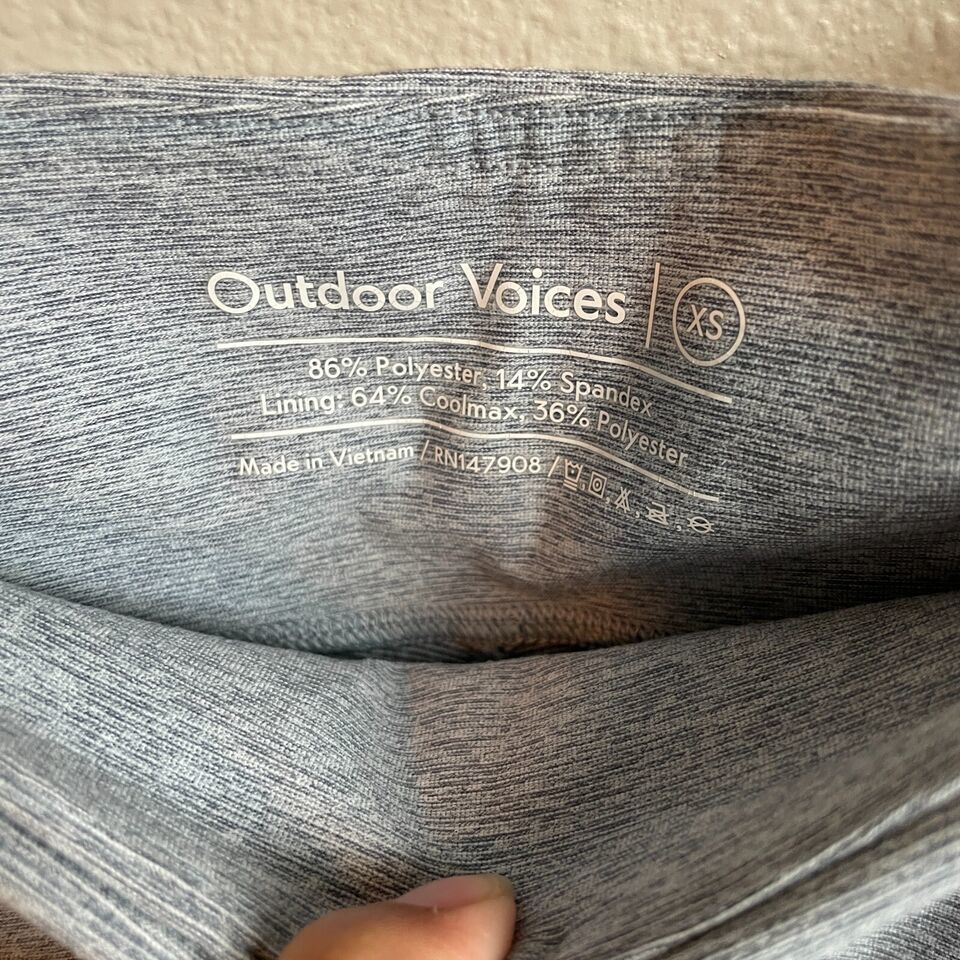 Outdoor Voices | XS
86% Polyester, 14% Spandex
Lining: 64% Coolmax, 36% Polyester
Made in Vietnam / RN147908 /